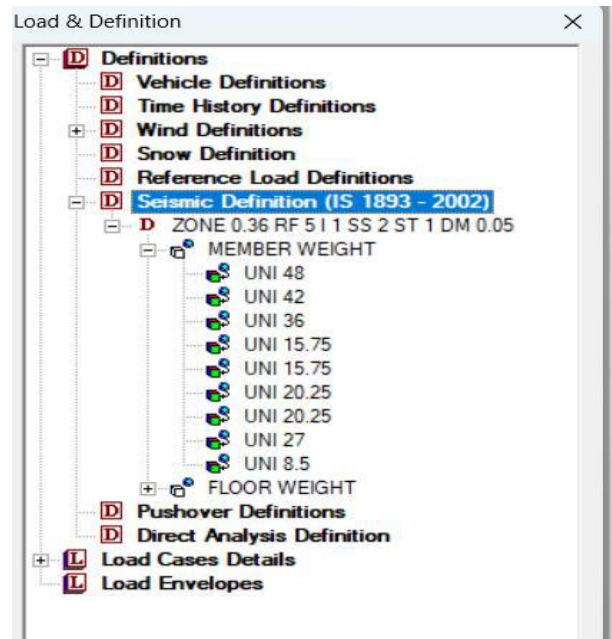 Load & Definition
D Definitions
D Vehicle Definitions
D Time History Definitions
D Wind Definitions
D Snow Definition
D Reference Load Definitions
D Seismic Definition (IS 1893 - 2002)
D ZONE 0.36 RF 5 I 1 SS 2 ST 1 DM 0.05
MEMBER WEIGHT
UNI 48
UNI 42
UNI 36
UNI 15.75
UNI 15.75
UNI 20.25
UNI 20.25
UNI 27
UNI 8.5
FLOOR WEIGHT
D Pushover Definitions
D Direct Analysis Definition
L Load Cases Details
L Load Envelopes